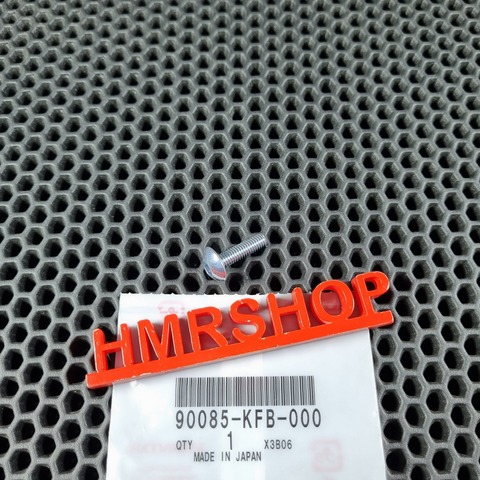 HMRSHOP
90085-KFB-000
QTY 1 X3B06
MADE IN JAPAN